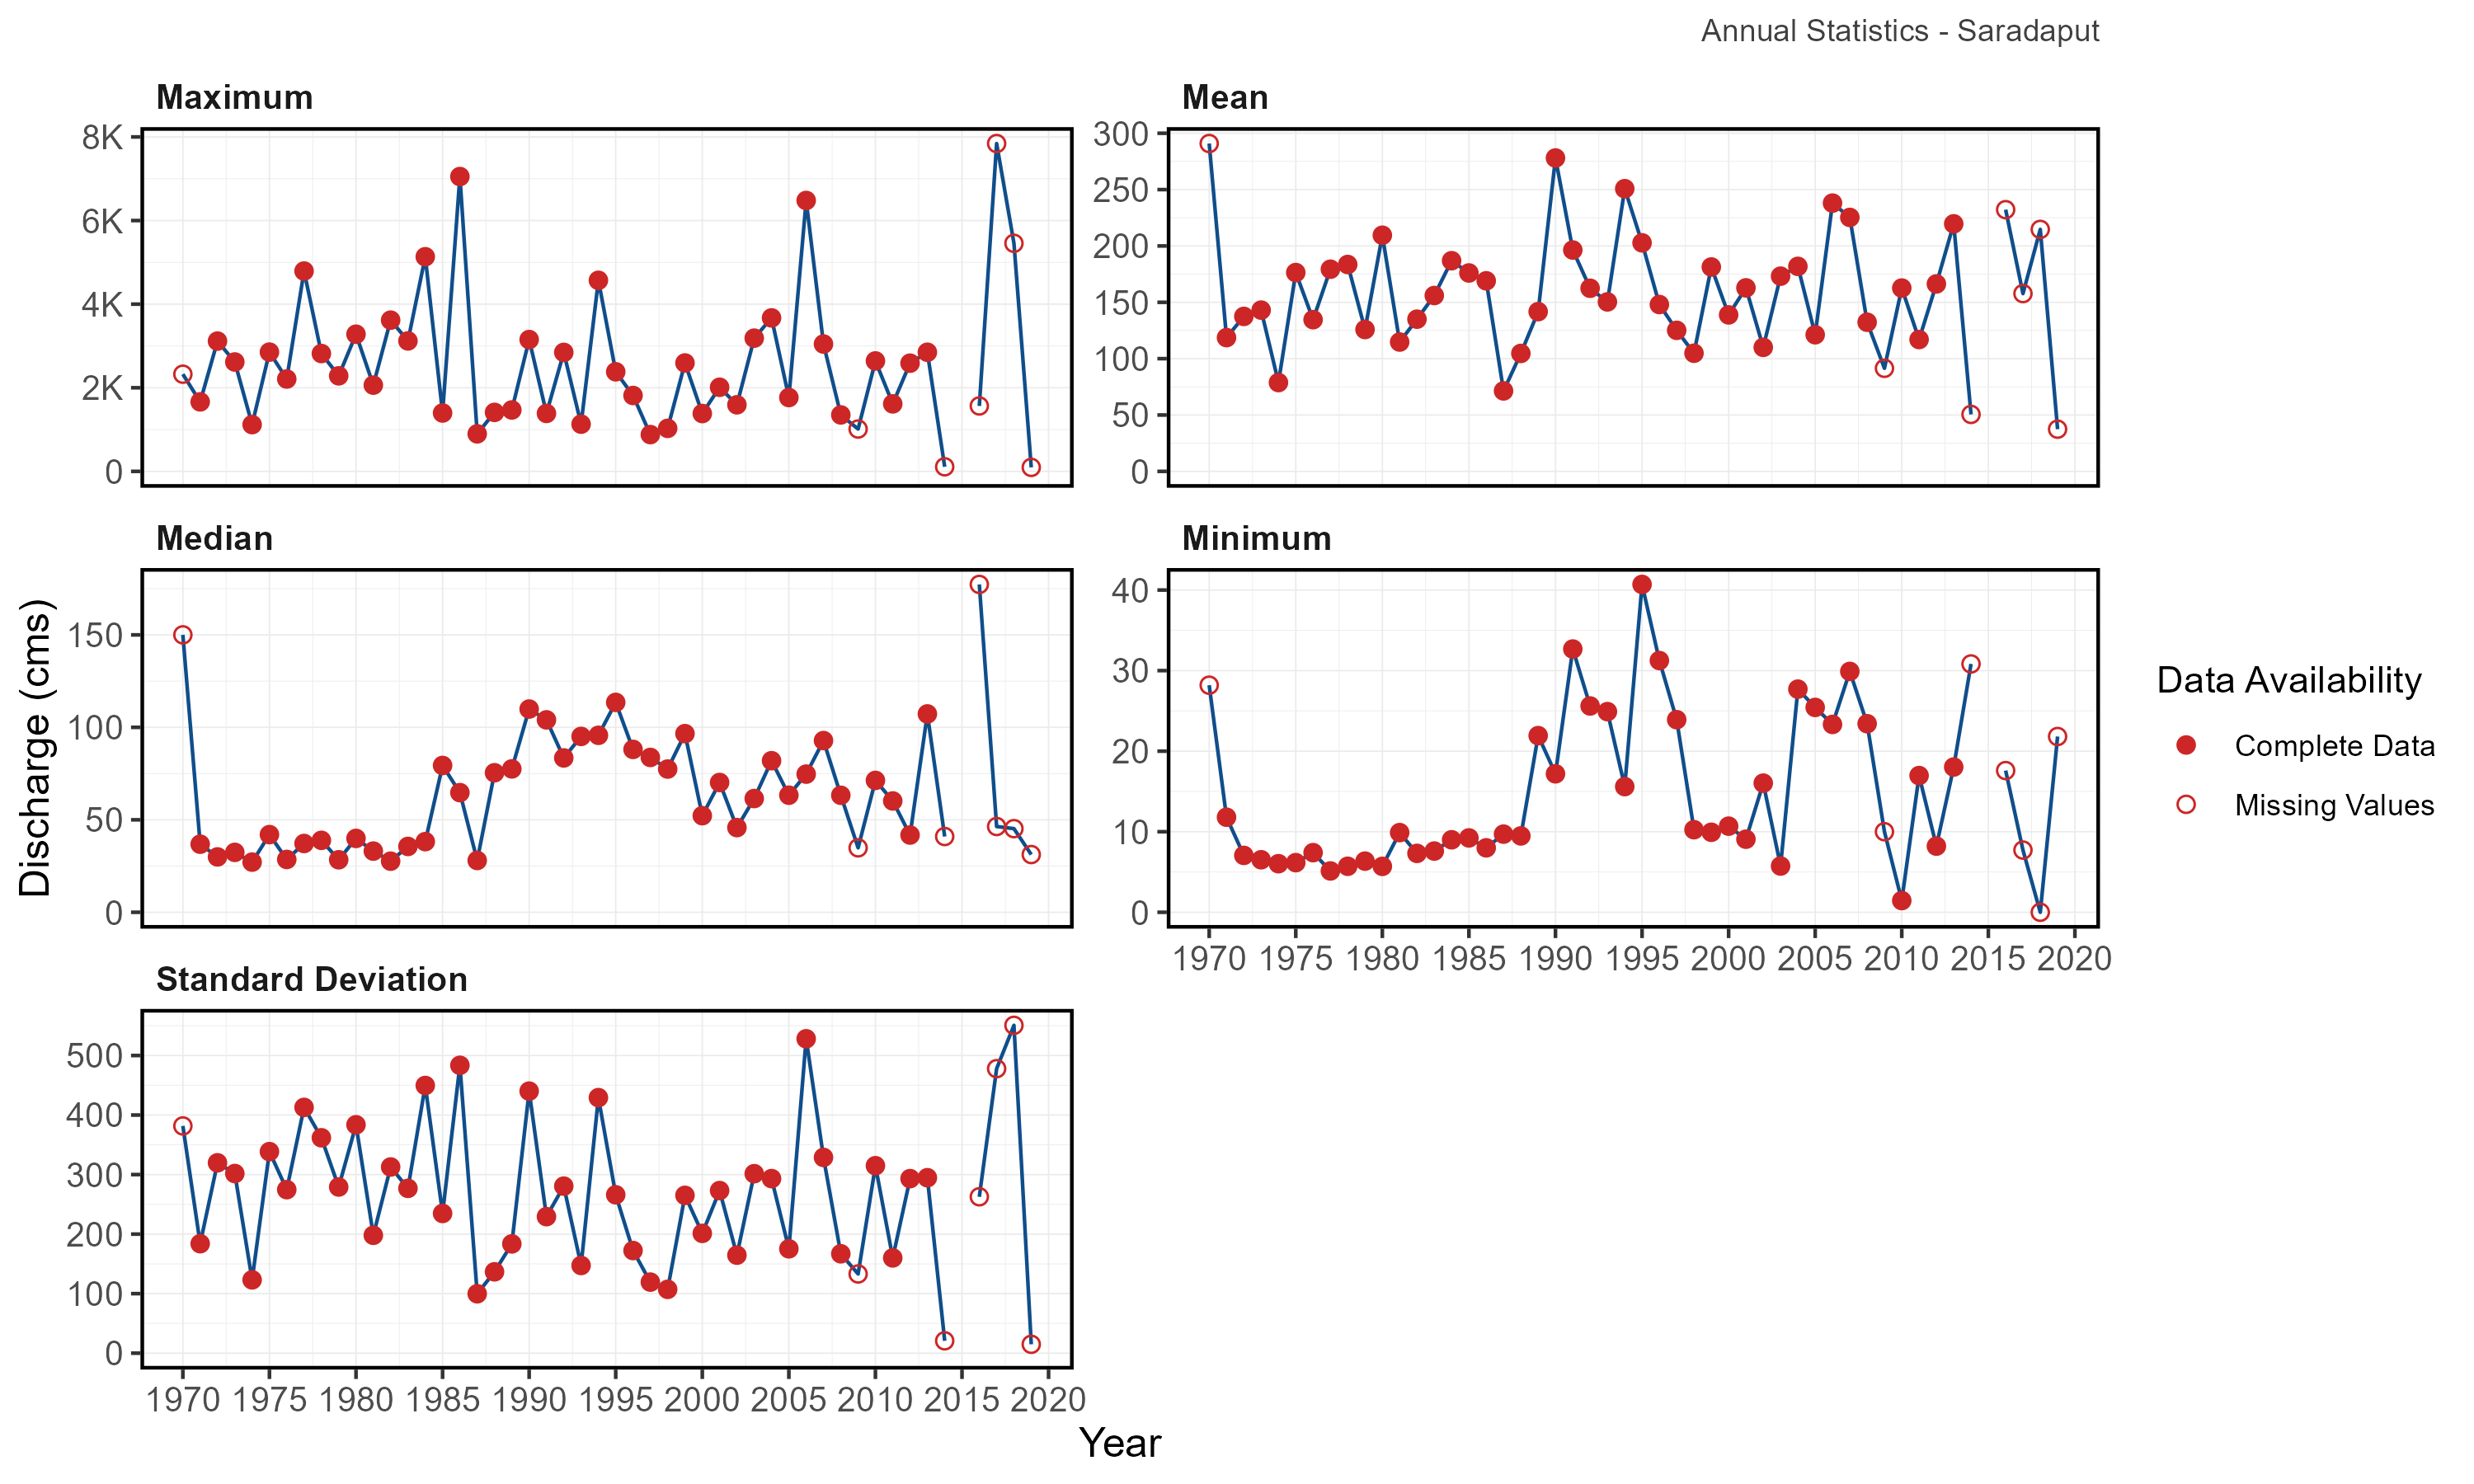 Annual Statistics - Saradaput
Maximum
8K
6K
4K
2K
0
Mean
300
250
200
150
100
50
0
Discharge (cms)
Median
150
100
50
0
Minimum
40
30
20
10
0
1970 1975 1980 1985 1990 1995 2000 2005 2010 2015 2020
Data Availability
Complete Data
Missing Values
Standard Deviation
500
400
300
200
100
0
1970 1975 1980 1985 1990 1995 2000 2005 2010 2015 2020
Year